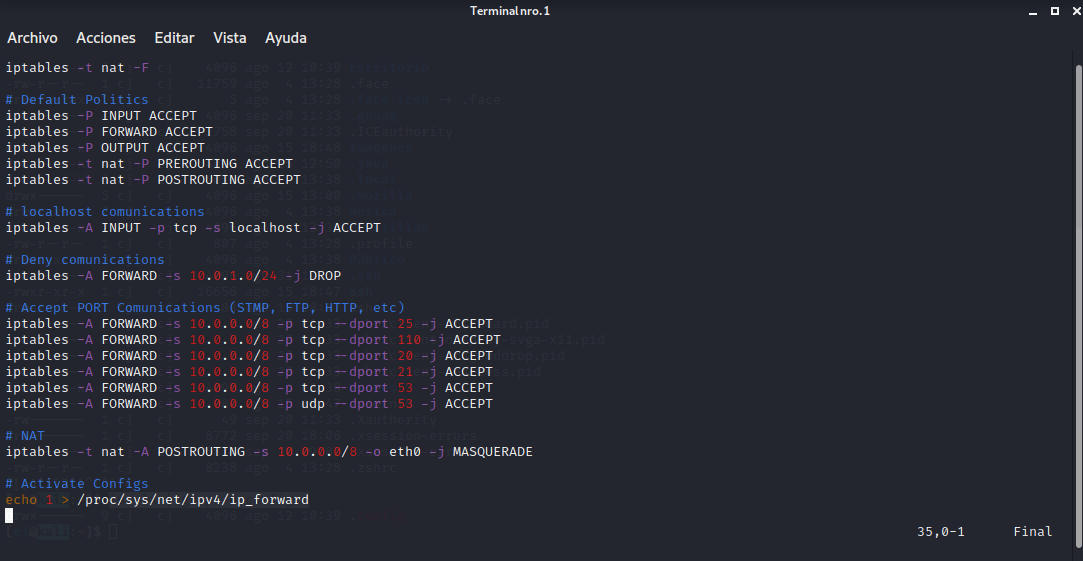 Terminal nro. 1
Archivo Acciones Editar Vista Ayuda
iptables -t nat -F
# Default Politics
iptables -P INPUT ACCEPT
iptables -P FORWARD ACCEPT
iptables -P OUTPUT ACCEPT
iptables -t nat -P PREROUTING ACCEPT
iptables -t nat -P POSTROUTING ACCEPT
# localhost comunications
iptables -A INPUT -p tcp -s localhost -j ACCEPT
# Deny comunications
iptables -A FORWARD -s 10.0.1.0/24 -j DROP
# Accept PORT Comunications (STMP, FTP, HTTP, etc)
iptables -A FORWARD -s 10.0.0.0/8 -p tcp --dport 25 -j ACCEPT
iptables -A FORWARD -s 10.0.0.0/8 -p tcp --dport 110 -j ACCEPT
iptables -A FORWARD -s 10.0.0.0/8 -p tcp --dport 20 -j ACCEPT
iptables -A FORWARD -s 10.0.0.0/8 -p tcp --dport 21 -j ACCEPT
iptables -A FORWARD -s 10.0.0.0/8 -p tcp --dport 53 -j ACCEPT
iptables -A FORWARD -s 10.0.0.0/8 -p udp --dport 53 -j ACCEPT
# NAT
iptables -t nat -A POSTROUTING -s 10.0.0.0/8 -o eth0 -j MASQUERADE
# Activate Configs
echo 1 > /proc/sys/net/ipv4/ip_forward
35,0-1 Final